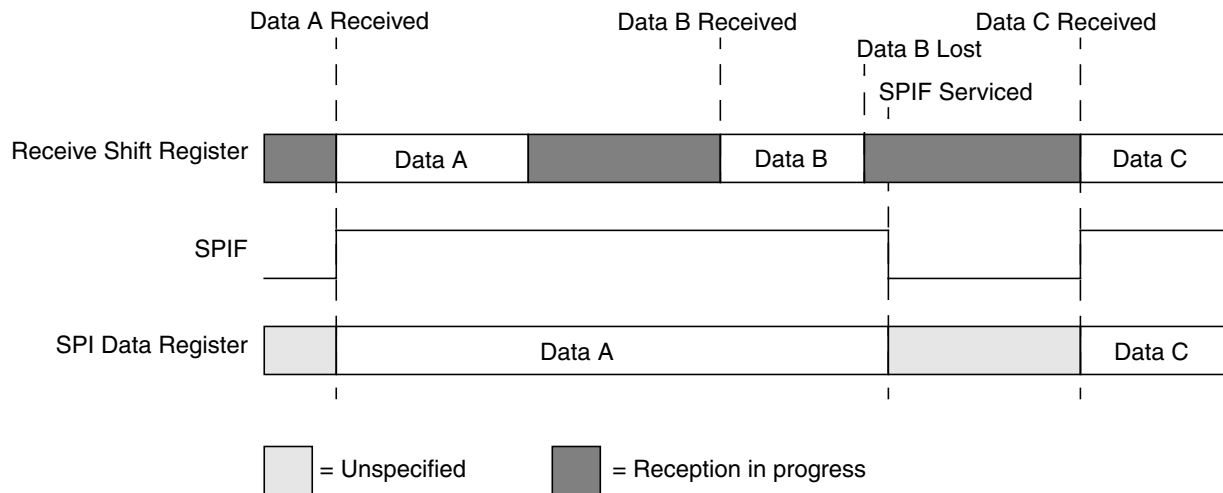 Data A Received
Data B Received
Data C Received
Data B Lost
SPIF Serviced
Receive Shift Register
Data A
Data B
Data C
SPIF
SPI Data Register
Data A
Data C
= Unspecified
= Reception in progress